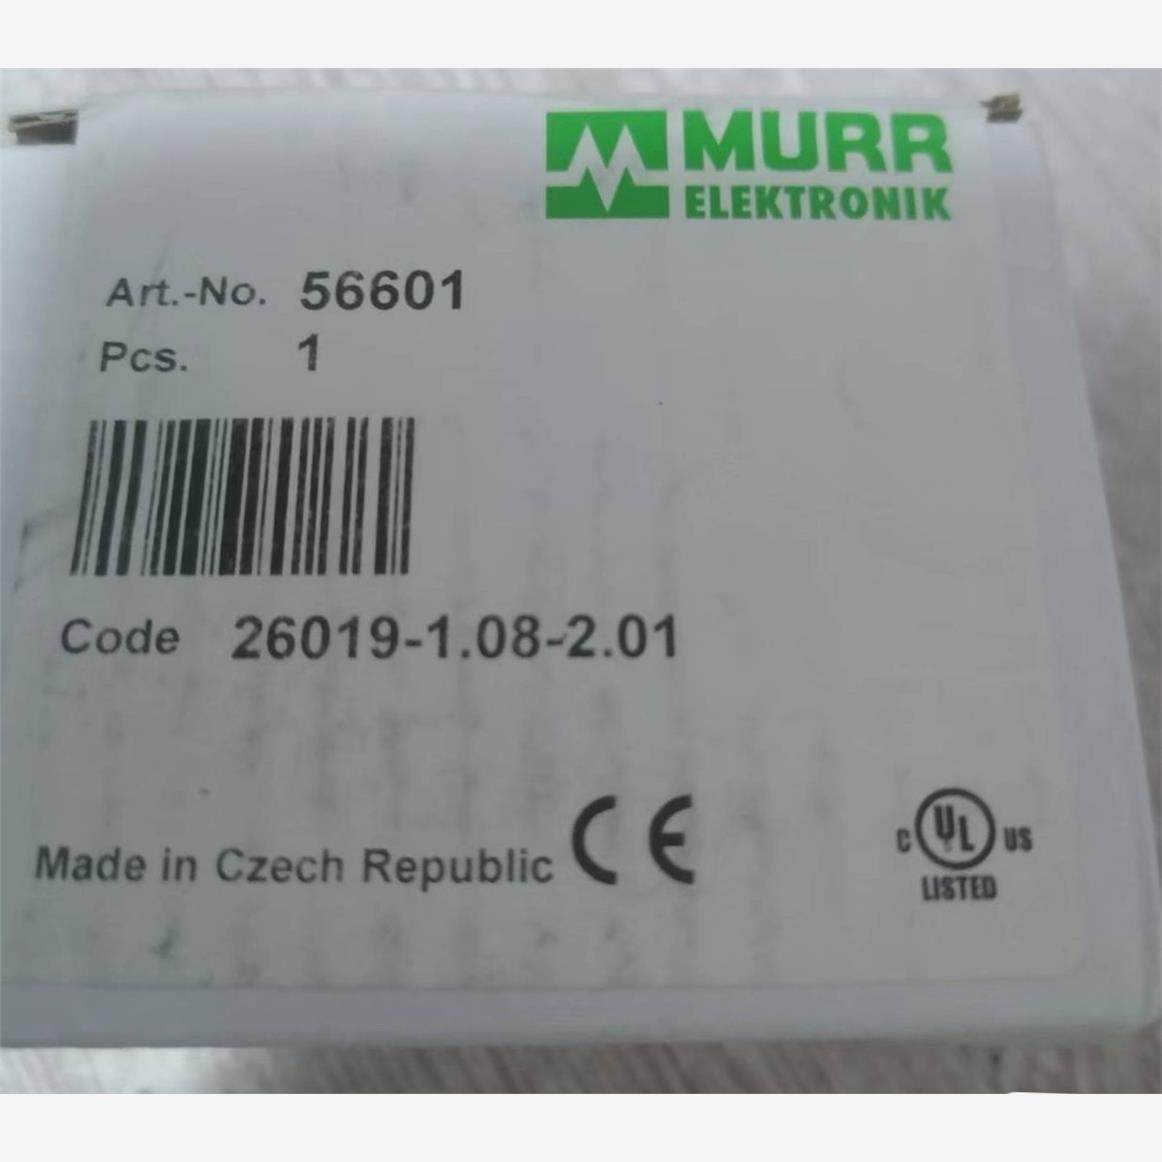 MURR
ELEKTRONIK
Art.-No. 56601
Pcs. 1
Code 26019-1.08-2.01
Made in Czech Republic CE
C UL US
LISTED